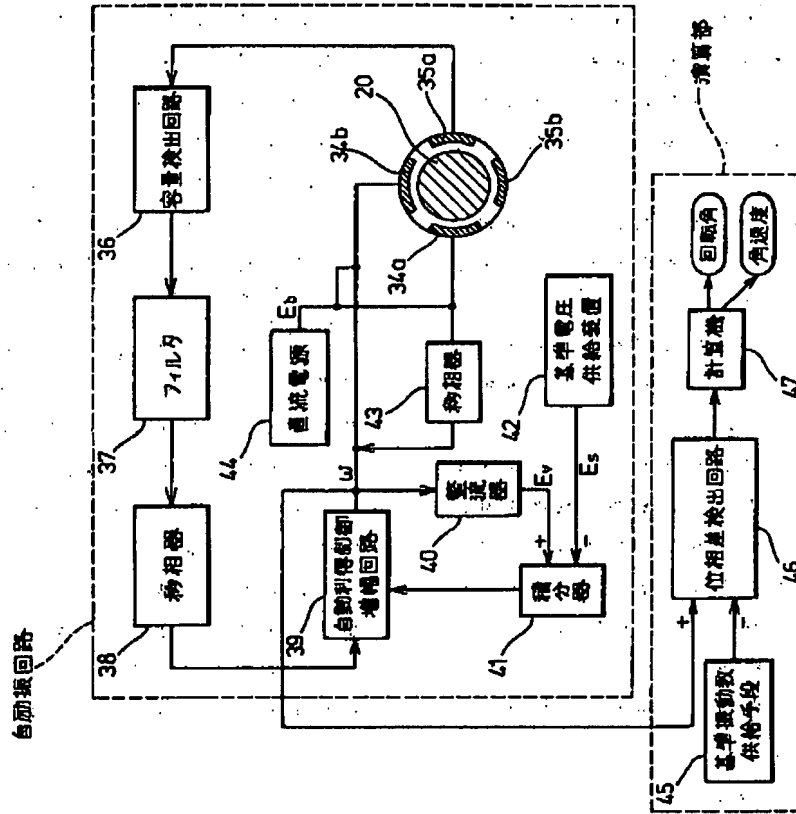 自励振回路
38
移相器
37
フィルタ
36
容量検出回路
39
自動利得制御
増幅回路
ω
44
直流電源
Eb
34b
20
35a
34a
35b
43
移相器
40
整流器
Ev
+
41
積分器
−
Es
42
基準電圧
供給装置
演算部
45
基準振動数
供給手段
+
−
46
位相差検出回路
47
計算機
回転角
角速度